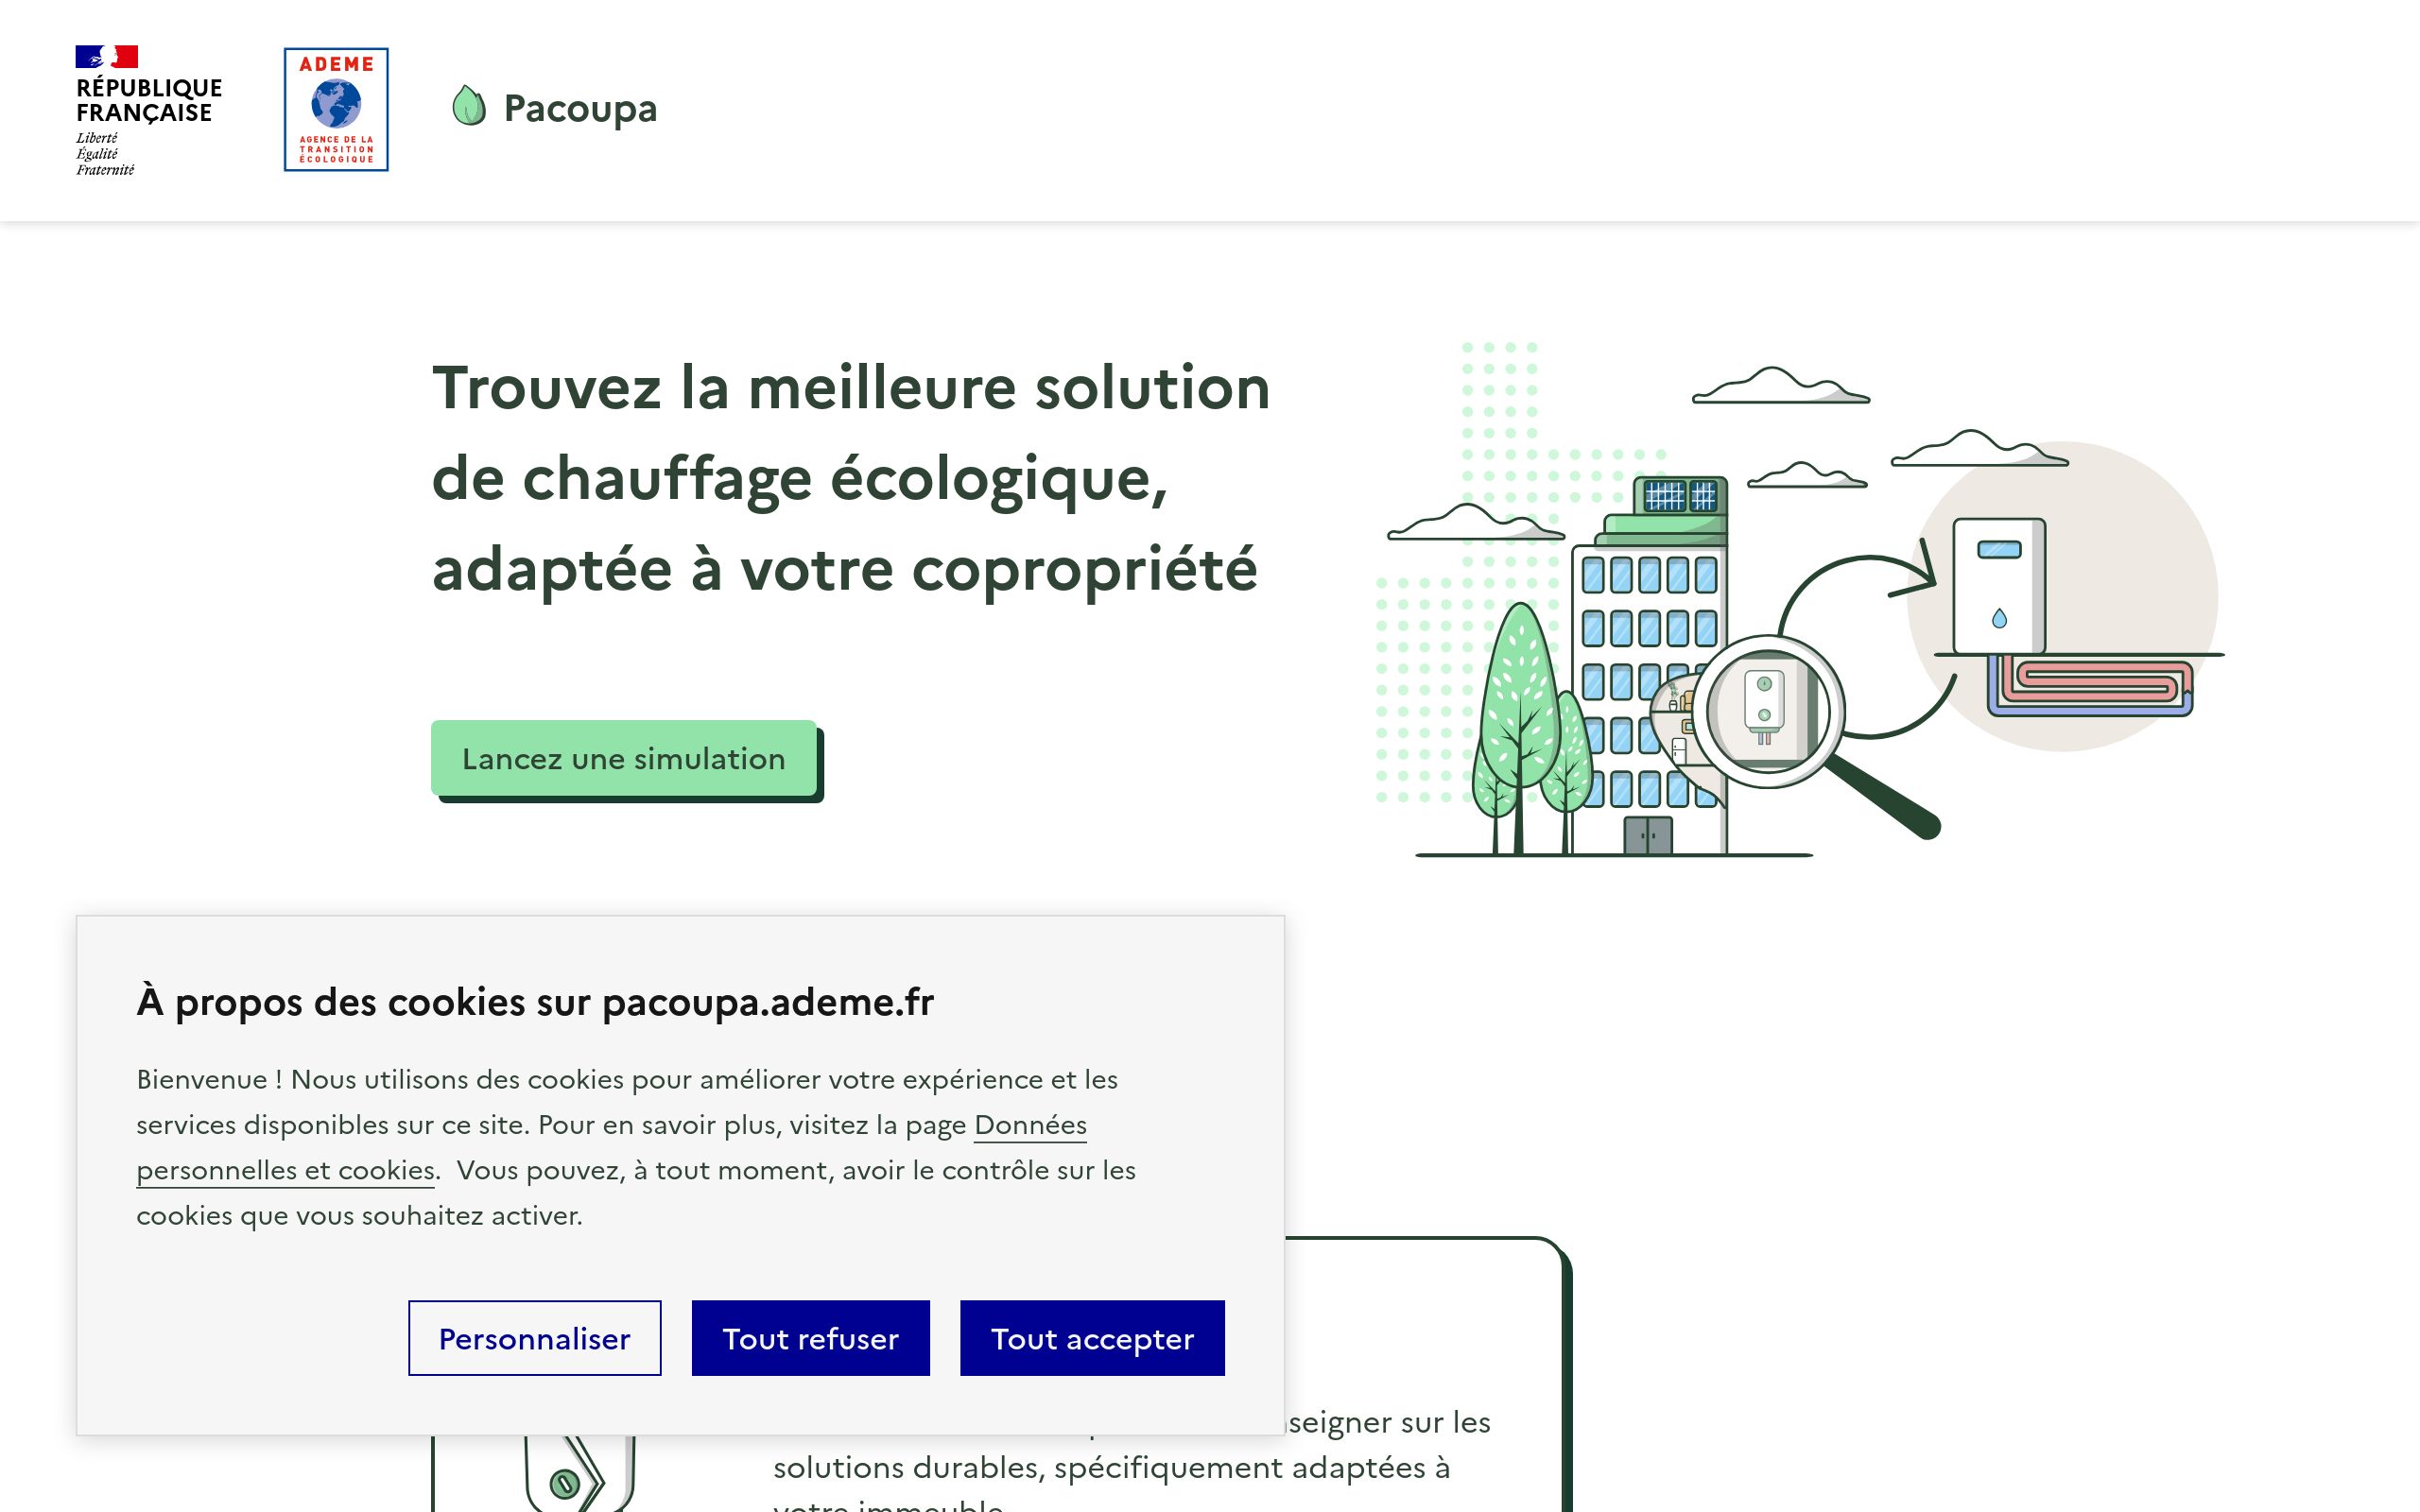 RÉPUBLIQUE
FRANÇAISE
Liberté
Égalité
Fraternité
ADEME
AGENCE DE LA
TRANSITION
ÉCOLOGIQUE
Pacoupa
Trouvez la meilleure solution
de chauffage écologique,
adaptée à votre copropriété
Lancez une simulation
À propos des cookies sur pacoupa.ademe.fr
Bienvenue ! Nous utilisons des cookies pour améliorer votre expérience et les
services disponibles sur ce site. Pour en savoir plus, visitez la page Données
personnelles et cookies.  Vous pouvez, à tout moment, avoir le contrôle sur les
cookies que vous souhaitez activer.
Personnaliser
Tout refuser
Tout accepter
sur les
solutions durables, spécifiquement adaptées à